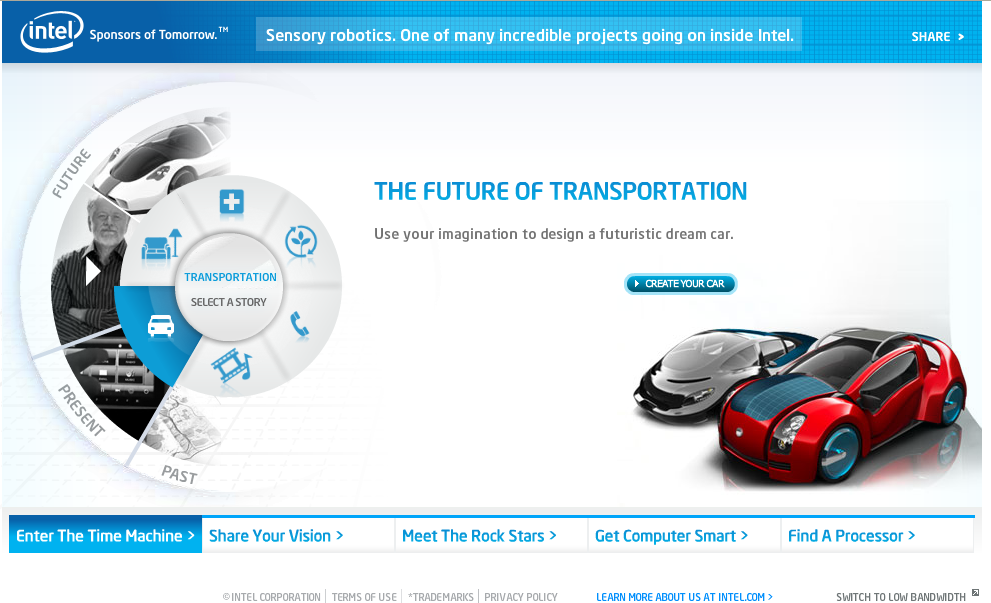 intel Sponsors of Tomorrow.™
Sensory robotics. One of many incredible projects going on inside Intel.
SHARE >
FUTURE
PRESENT
PAST
TRANSPORTATION
SELECT A STORY
THE FUTURE OF TRANSPORTATION
Use your imagination to design a futuristic dream car.
CREATE YOUR CAR
Enter The Time Machine >
Share Your Vision >
Meet The Rock Stars >
Get Computer Smart >
Find A Processor >
© INTEL CORPORATION | TERMS OF USE | *TRADEMARKS | PRIVACY POLICY
LEARN MORE ABOUT US AT INTEL.COM >
SWITCH TO LOW BANDWIDTH